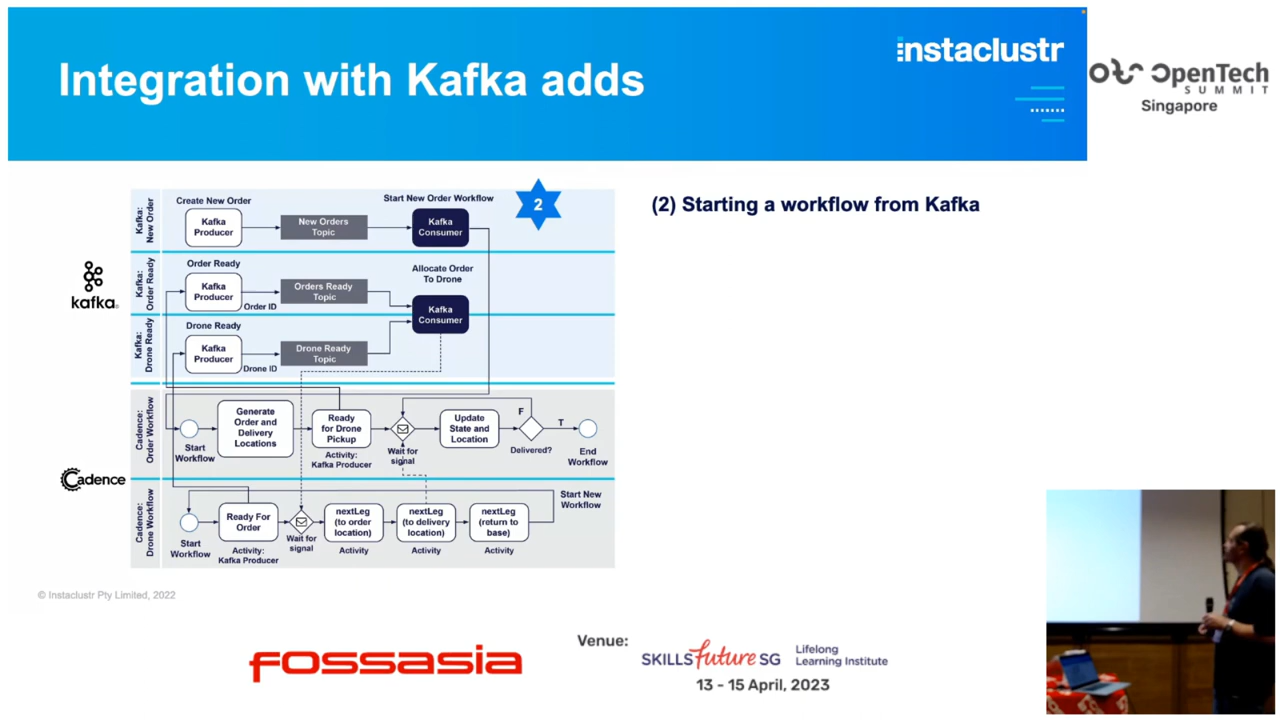 Integration with Kafka adds
instaclustr
OpenTech
SUMMIT
Singapore
(2) Starting a workflow from Kafka
2
Kafka:
New Order
Create New Order
Kafka
Producer
New Orders
Topic
Start New Order Workflow
Kafka
Consumer
kafka®
Kafka:
Order Ready
Order Ready
Kafka
Producer
Order ID
Orders Ready
Topic
Allocate Order
To Drone
Kafka
Consumer
Kafka:
Drone Ready
Drone Ready
Kafka
Producer
Drone ID
Drone Ready
Topic
Cadence:
Order Workflow
Start
Workflow
Generate
Order and
Delivery
Locations
Ready
for Drone
Pickup
Activity:
Kafka Producer
Wait for
signal
Update
State and
Location
F
T
Delivered?
End
Workflow
Cadence
Cadence:
Drone Workflow
Start
Workflow
Ready For
Order
Activity:
Kafka Producer
Wait for
signal
nextLeg
(to order
location)
Activity
nextLeg
(to delivery
location)
Activity
nextLeg
(return to
base)
Activity
Start New
Workflow
© Instaclustr Pty Limited, 2022
FOSSASIA
Venue:
SKILLS future SG
Lifelong
Learning Institute
13 - 15 April, 2023